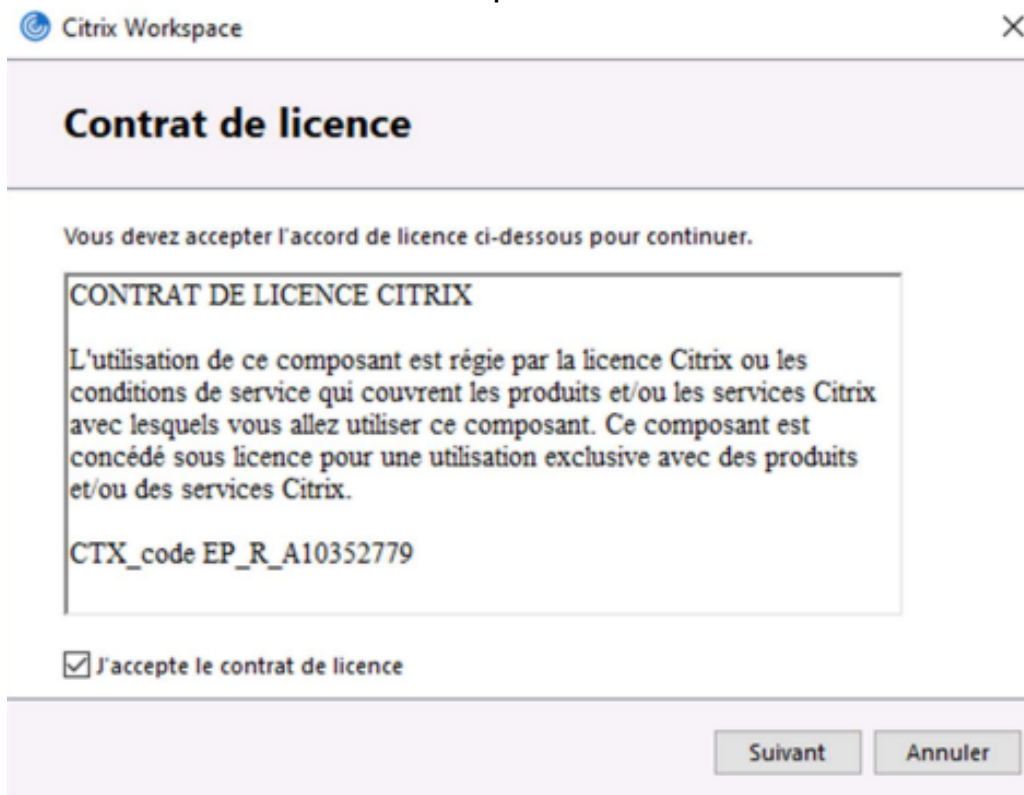 Citrix Workspace
Contrat de licence
Vous devez accepter l'accord de licence ci-dessous pour continuer.
CONTRAT DE LICENCE CITRIX
L'utilisation de ce composant est régie par la licence Citrix ou les
conditions de service qui couvrent les produits et/ou les services Citrix
avec lesquels vous allez utiliser ce composant. Ce composant est
concédé sous licence pour une utilisation exclusive avec des produits
et/ou des services Citrix.
CTX_code EP_R_A10352779
J'accepte le contrat de licence
Suivant
Annuler